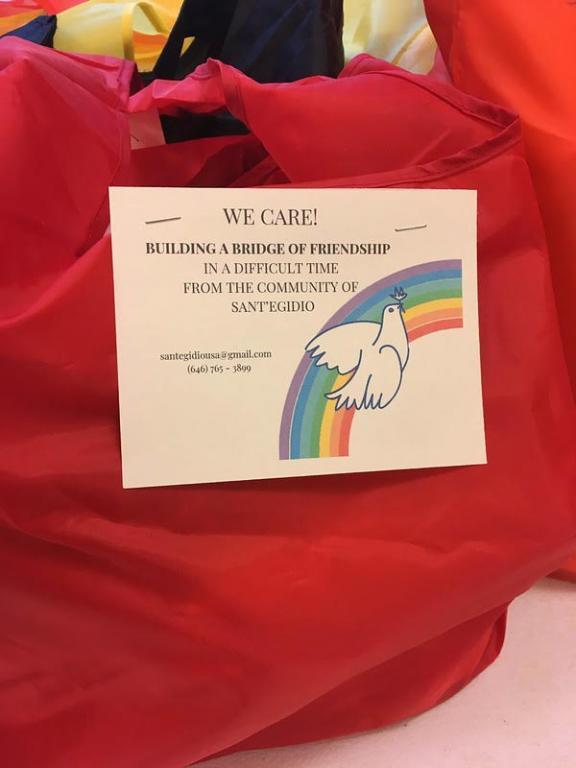 WE CARE!
BUILDING A BRIDGE OF FRIENDSHIP
IN A DIFFICULT TIME
FROM THE COMMUNITY OF
SANT'EGIDIO
santegidiousa@gmail.com
(646) 765 - 3899